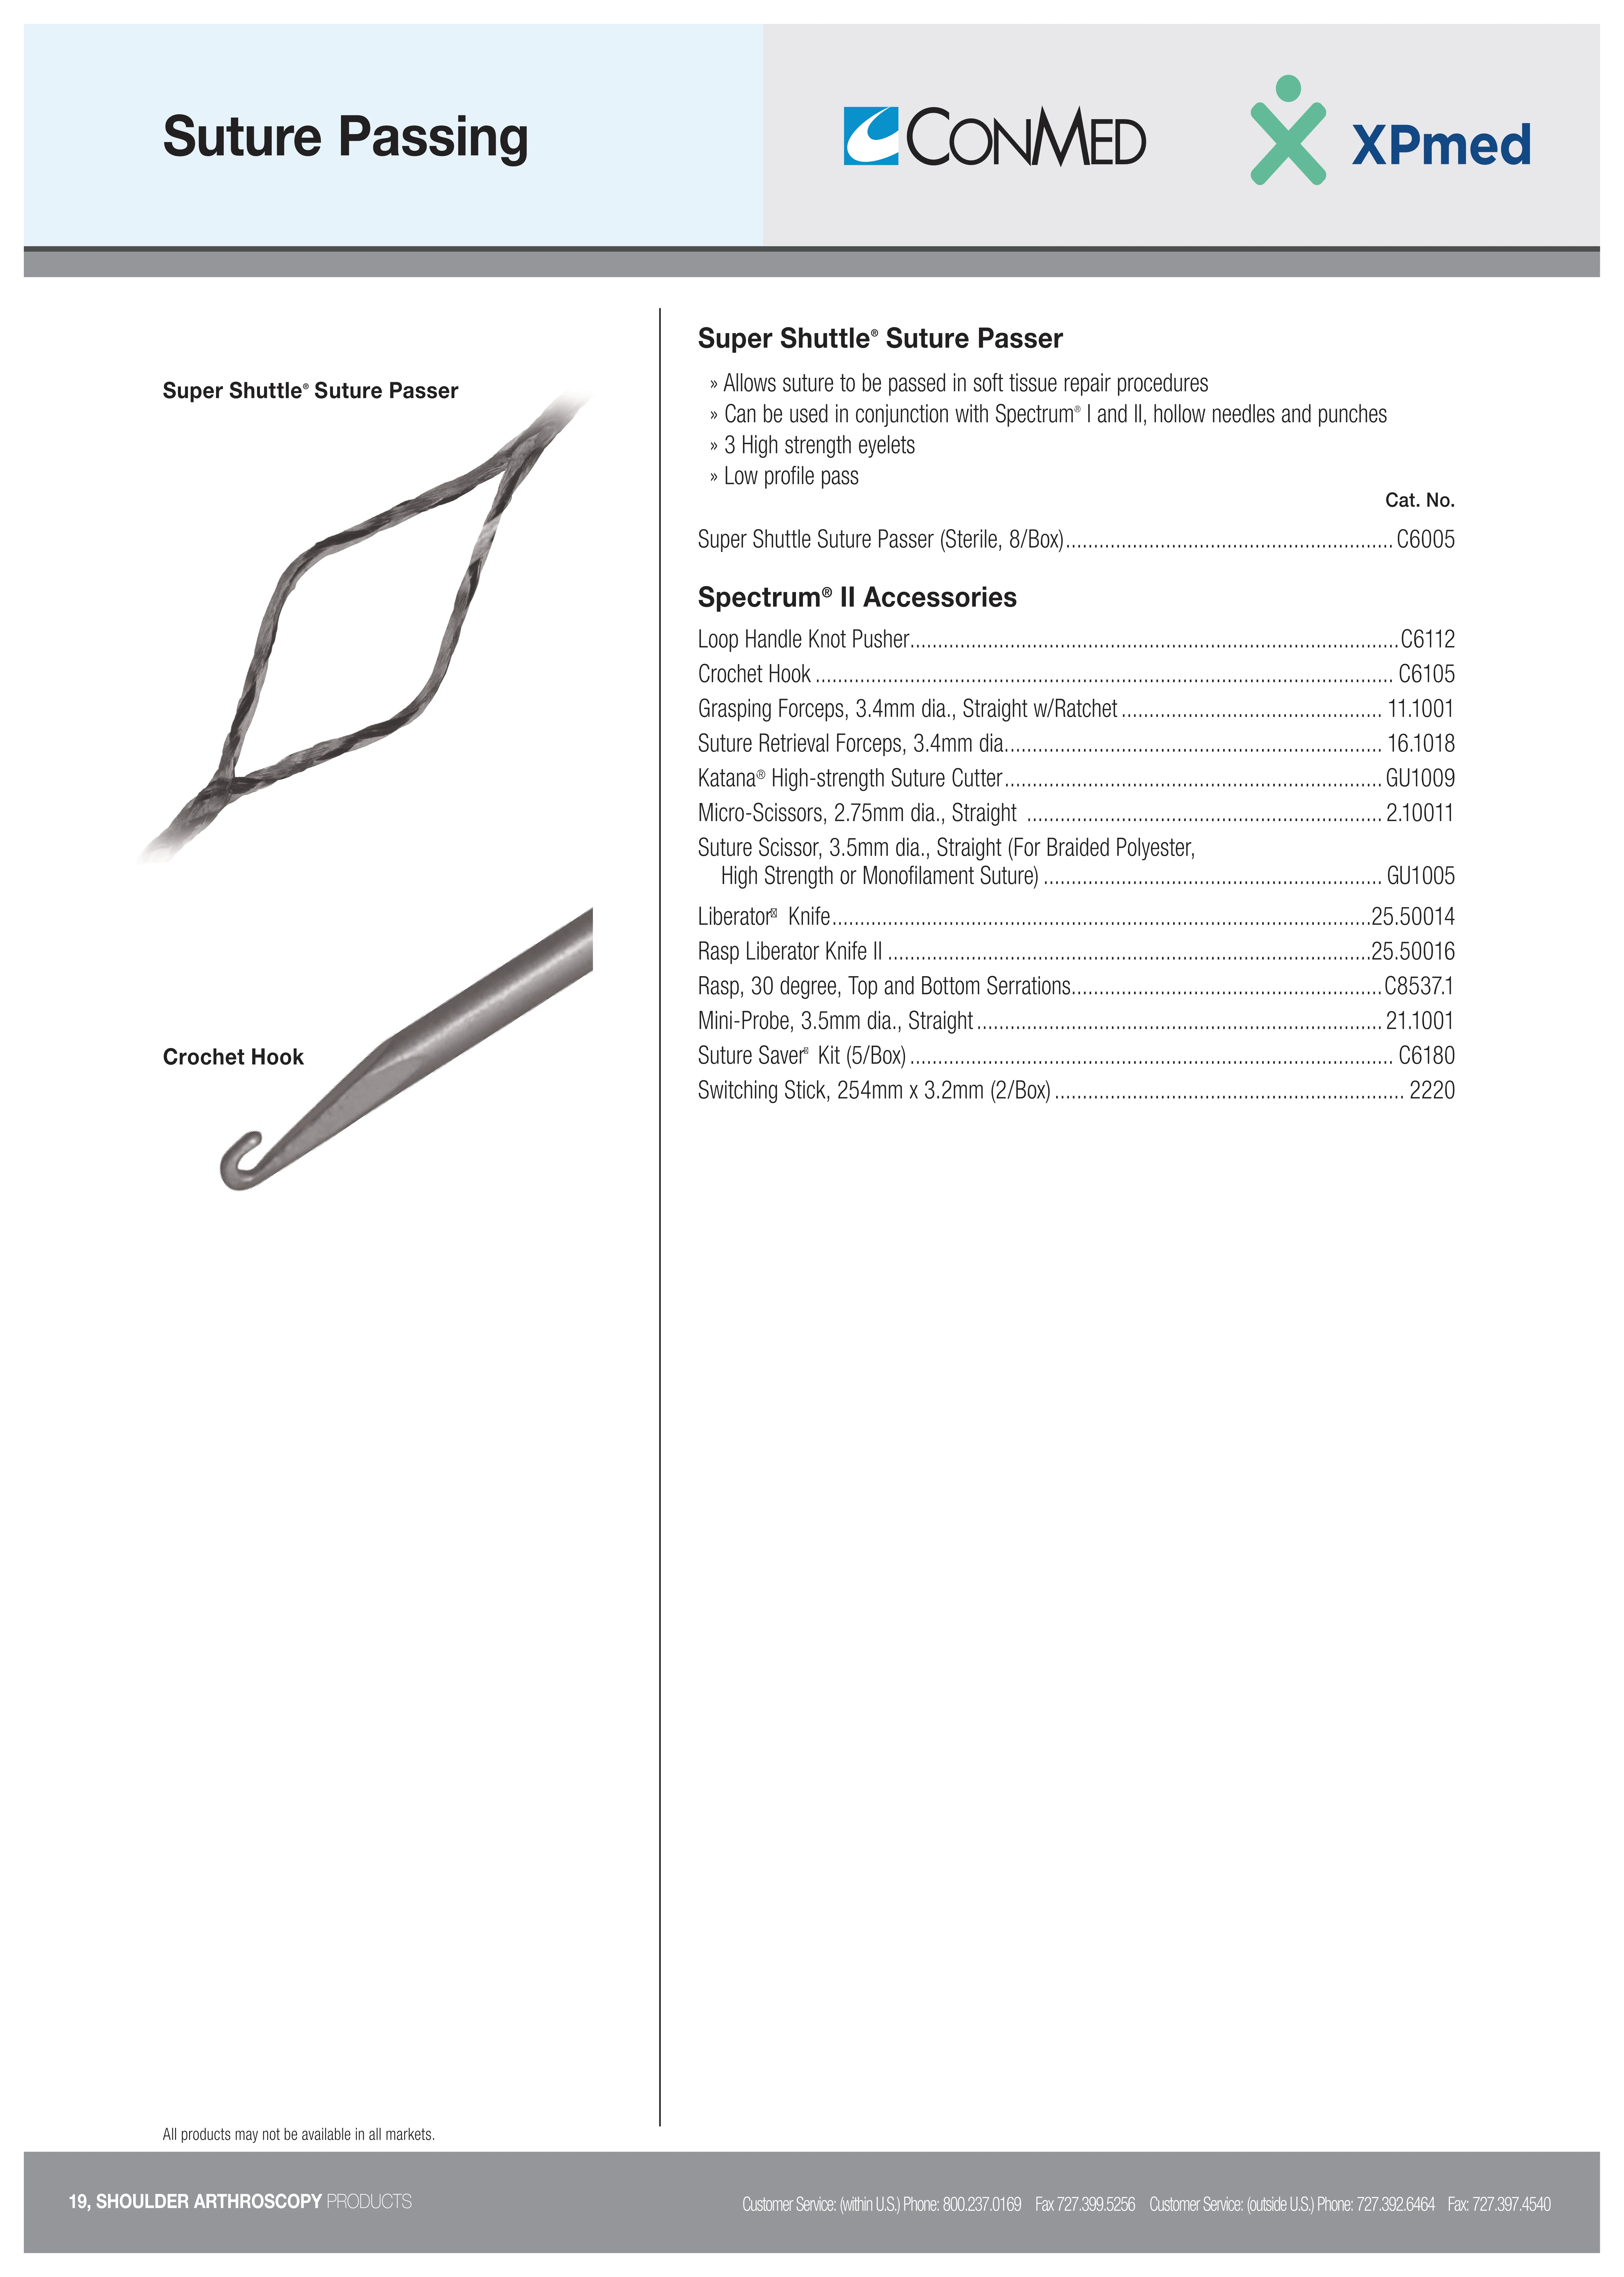 Suture Passing
CONMED
XPmed
Super Shuttle® Suture Passer
Crochet Hook
Super Shuttle® Suture Passer
» Allows suture to be passed in soft tissue repair procedures
» Can be used in conjunction with Spectrum® I and II, hollow needles and punches
» 3 High strength eyelets
» Low profile pass
Cat. No.
Super Shuttle Suture Passer (Sterile, 8/Box)........................................................... C6005
Spectrum® II Accessories
Loop Handle Knot Pusher........................................................................................C6112
Crochet Hook ........................................................................................................ C6105
Grasping Forceps, 3.4mm dia., Straight w/Ratchet ............................................... 11.1001
Suture Retrieval Forceps, 3.4mm dia.................................................................... 16.1018
Katana® High-strength Suture Cutter.................................................................... GU1009
Micro-Scissors, 2.75mm dia., Straight ................................................................ 2.10011
Suture Scissor, 3.5mm dia., Straight (For Braided Polyester,
High Strength or Monofilament Suture) ............................................................. GU1005
Liberator Knife.................................................................................................25.50014
Rasp Liberator Knife II .......................................................................................25.50016
Rasp, 30 degree, Top and Bottom Serrations........................................................C8537.1
Mini-Probe, 3.5mm dia., Straight ......................................................................... 21.1001
Suture Saver Kit (5/Box) ....................................................................................... C6180
Switching Stick, 254mm x 3.2mm (2/Box) ............................................................... 2220
All products may not be available in all markets.
19, SHOULDER ARTHROSCOPY PRODUCTS
Customer Service: (within U.S.) Phone: 800.237.0169 Fax 727.399.5256 Customer Service: (outside U.S.) Phone: 727.392.6464 Fax: 727.397.4540